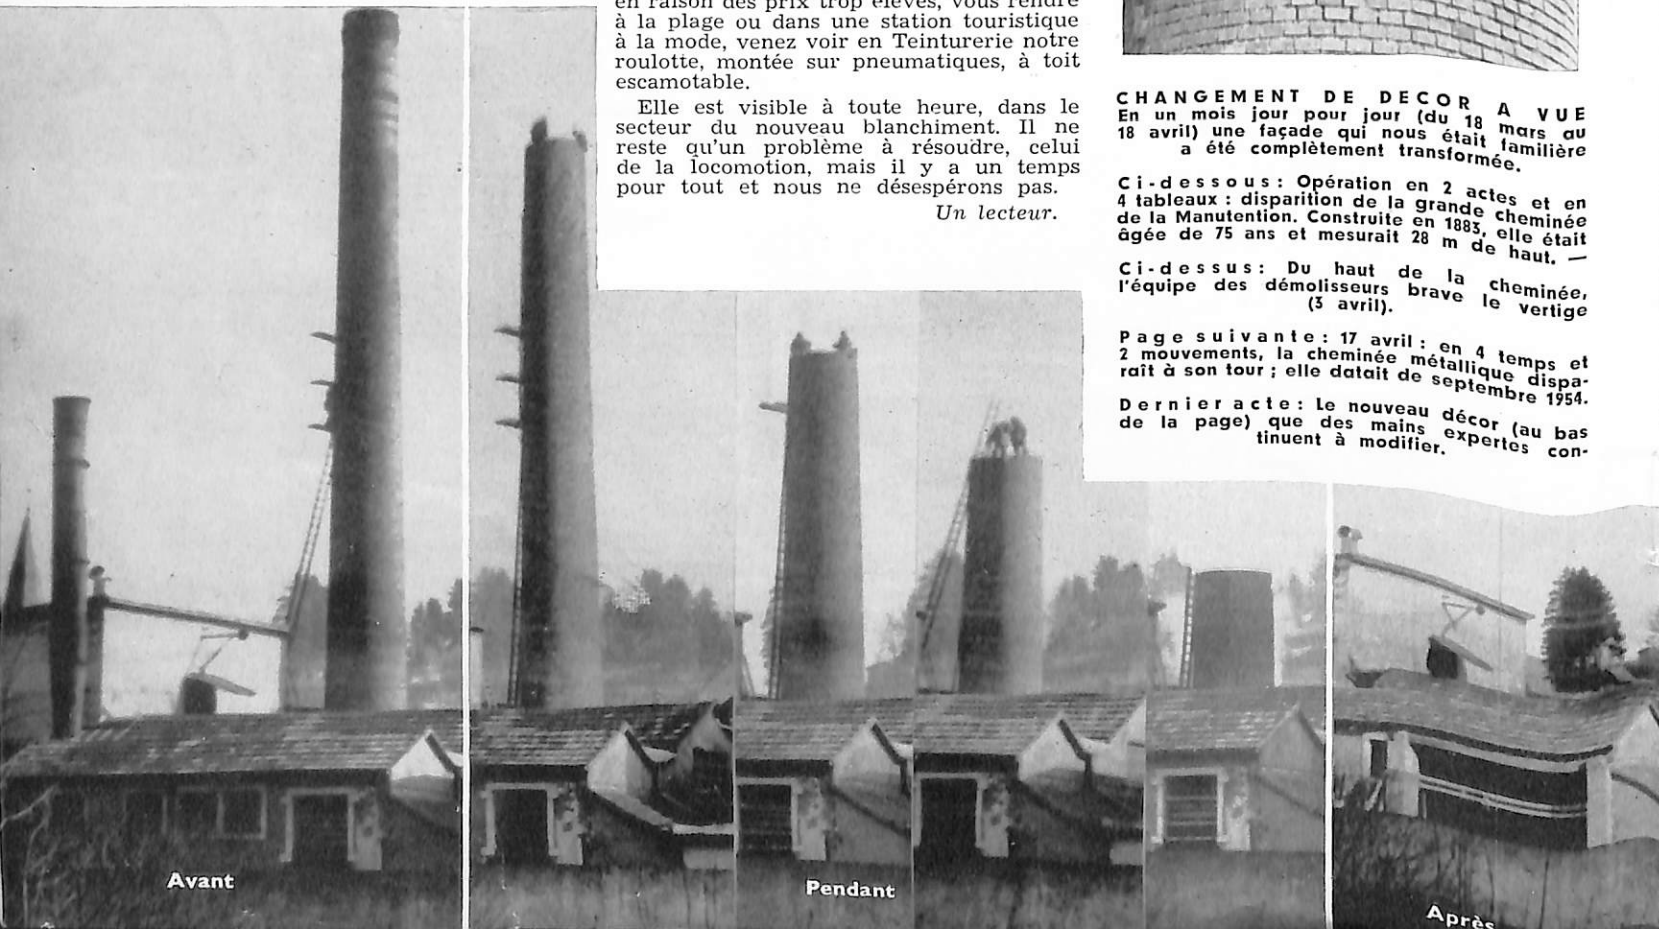 en raison des prix trop élevés, vous rendre
à la plage ou dans une station touristique
à la mode, venez voir en Teinturerie notre
roulotte, montée sur pneumatiques, à toit
escamotable.
Elle est visible à toute heure, dans le
secteur du nouveau blanchiment. Il ne
reste qu'un problème à résoudre, celui
de la locomotion, mais il y a un temps
pour tout et nous ne désespérons pas.
Un lecteur.
CHANGEMENT DE DECOR A VUE
En un mois jour pour jour (du 18 mars au
18 avril) une façade qui nous était familière
a été complètement transformée.
Ci-dessous : Opération en 2 actes et en
4 tableaux : disparition de la grande cheminée
de la Manutention. Construite en 1883, elle était
âgée de 75 ans et mesurait 28 m de haut. —
Ci-dessus : Du haut de la cheminée,
l'équipe des démolisseurs brave le vertige
(3 avril).
Page suivante : 17 avril : en 4 temps et
2 mouvements, la cheminée métallique dispa-
raît à son tour ; elle datait de septembre 1954.
Dernier acte : Le nouveau décor (au bas
de la page) que des mains expertes con-
tinuent à modifier.
Avant
Pendant
Après